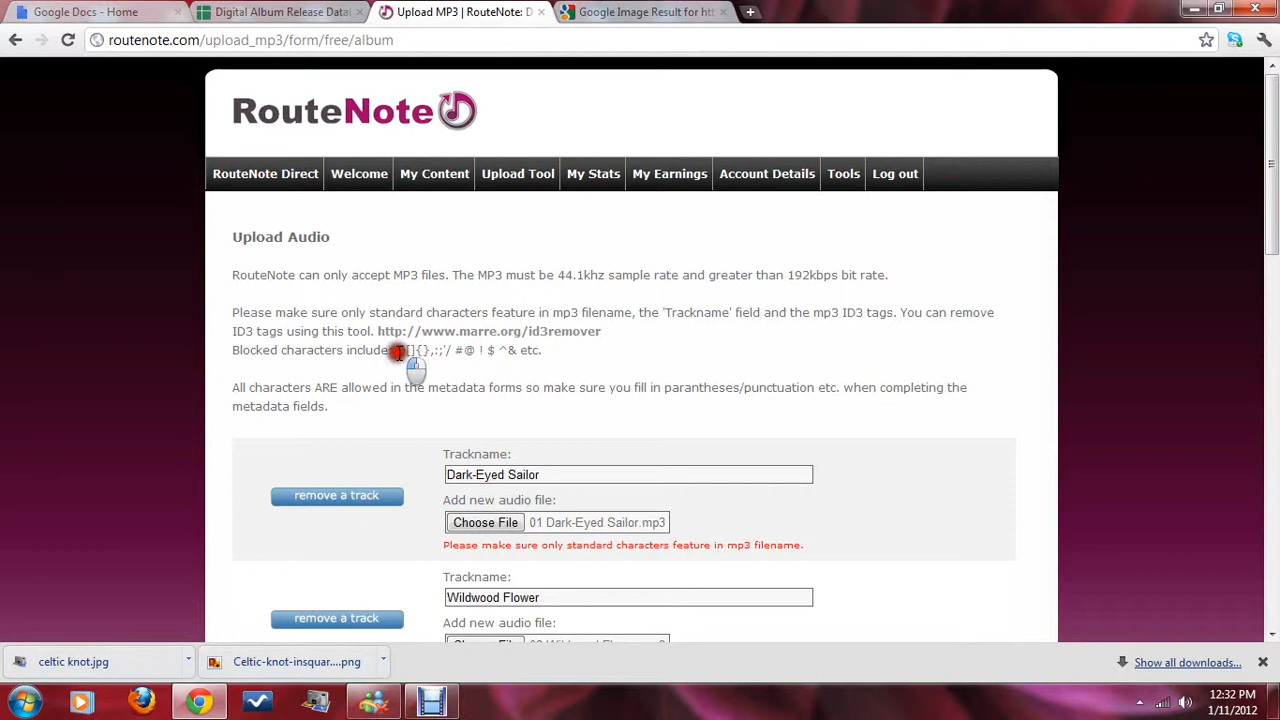 Google Docs - Home
Digital Album Release Data
Upload MP3 | RouteNote: D
Google Image Result for htt
routenote.com/upload_mp3/form/free/album
RouteNote
RouteNote Direct
Welcome
My Content
Upload Tool
My Stats
My Earnings
Account Details
Tools
Log out
Upload Audio
RouteNote can only accept MP3 files. The MP3 must be 44.1khz sample rate and greater than 192kbps bit rate.
Please make sure only standard characters feature in mp3 filename, the 'Trackname' field and the mp3 ID3 tags. You can remove
ID3 tags using this tool. http://www.marre.org/id3remover
Blocked characters include []{},:;'/ #@ ! $ ^& etc.
All characters ARE allowed in the metadata forms so make sure you fill in parantheses/punctuation etc. when completing the
metadata fields.
Trackname:
remove a track
Dark-Eyed Sailor
Add new audio file:
Choose File
01 Dark-Eyed Sailor.mp3
Please make sure only standard characters feature in mp3 filename.
Trackname:
remove a track
Wildwood Flower
Add new audio file:
celtic knot.jpg
Celtic-knot-insquar....png
Show all downloads...
12:32 PM
1/11/2012